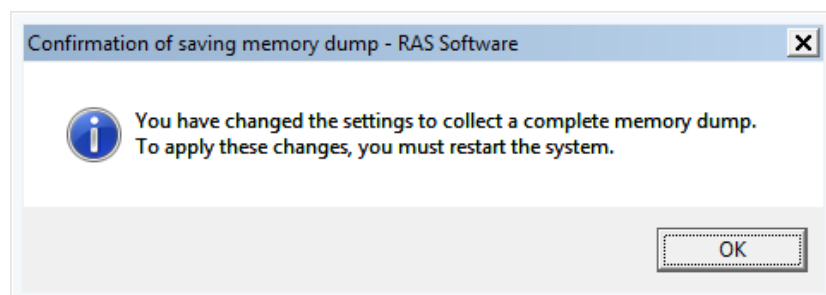 Confirmation of saving memory dump - RAS Software
You have changed the settings to collect a complete memory dump.
To apply these changes, you must restart the system.
OK